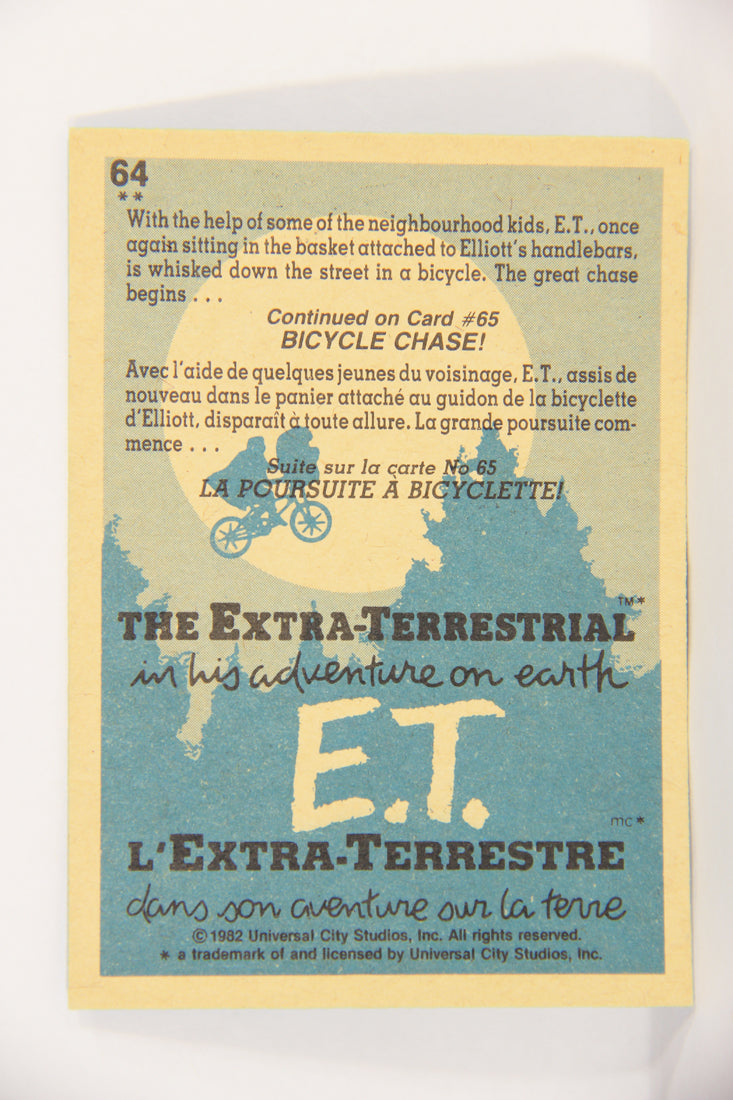 64
**
With the help of some of the neighbourhood kids, E.T., once
again sitting in the basket attached to Elliott's handlebars,
is whisked down the street in a bicycle. The great chase
begins . . .
Continued on Card #65
BICYCLE CHASE!
Avec l'aide de quelques jeunes du voisinage, E.T., assis de
nouveau dans le panier attaché au guidon de la bicyclette
d'Elliott, disparaît à toute allure. La grande poursuite com-
mence . . .
Suite sur la carte No 65
LA POURSUITE À BICYCLETTE!
THE EXTRA-TERRESTRIAL TM*
in his adventure on earth
E.T.
mc*
L'EXTRA-TERRESTRE
dans son aventure sur la terre
©1982 Universal City Studios, Inc. All rights reserved.
* a trademark of and licensed by Universal City Studios, Inc.